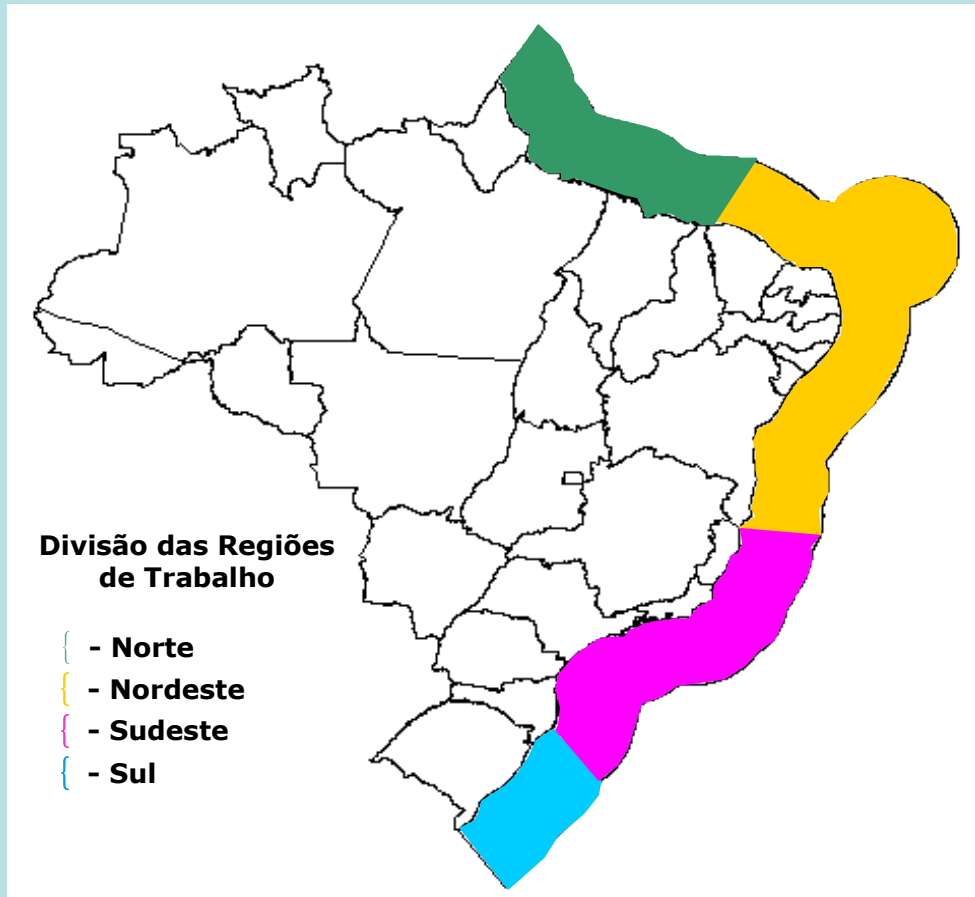 Divisão das Regiões
de Trabalho
- Norte
- Nordeste
- Sudeste
- Sul